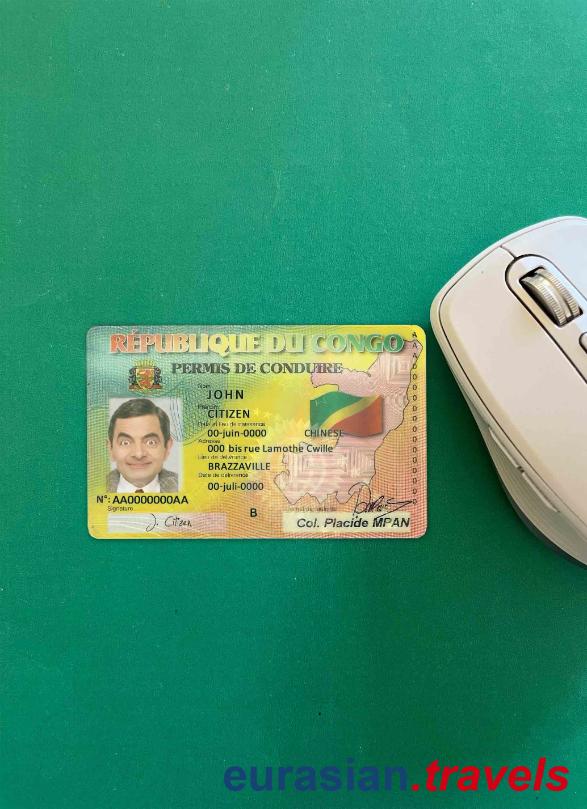 RÉPUBLIQUE DU CONGO
PERMIS DE CONDUIRE
Nom
JOHN
Prénom
CITIZEN
Date et lieu de naissance
00-juin-0000 CHINESE
Adresse
000 bis rue Lamothe Cwille
Lieu de délivrance
BRAZZAVILLE
Date de délivrance
00-juli-0000
N°: AA0000000AA
Signature
J. Citizen
B
Col. Placide MPAN
eurasian.travels